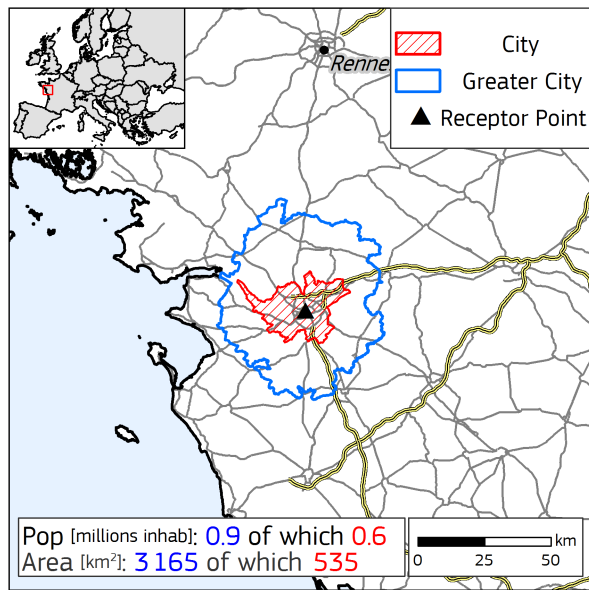 Renne
City
Greater City
Receptor Point
Pop [millions inhab]: 0.9 of which 0.6
Area [km²]: 3 165 of which 535
km
0 25 50